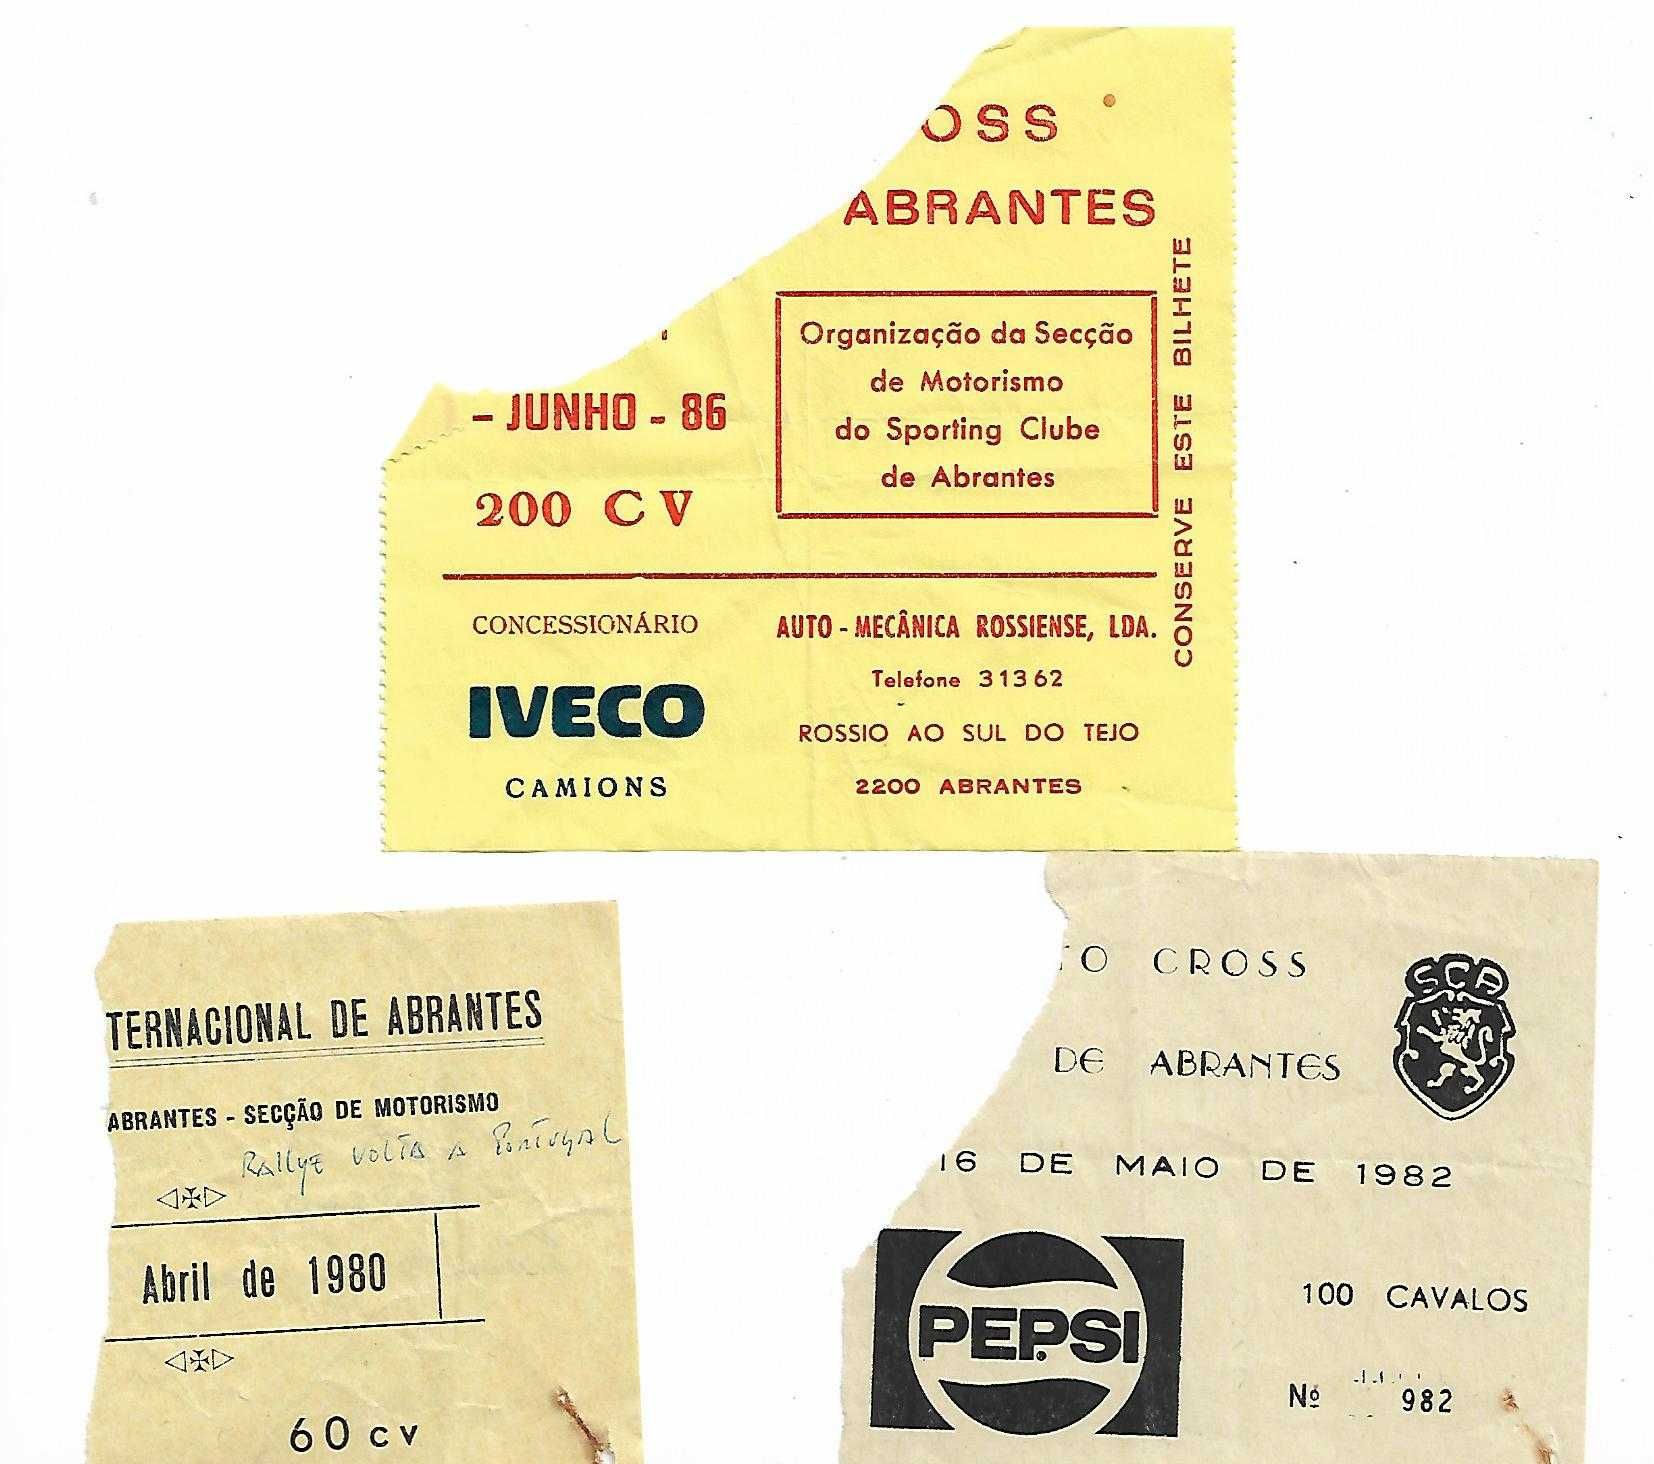 OSS
ABRANTES
Organização da Secção
de Motorismo
do Sporting Clube
de Abrantes
CONSERVE ESTE BILHETE
- JUNHO - 86
200 CV
CONCESSIONÁRIO
IVECO
CAMIONS
AUTO - MECÂNICA ROSSIENSE, LDA.
Telefone 31362
ROSSIO AO SUL DO TEJO
2200 ABRANTES
TERNACIONAL DE ABRANTES
ABRANTES - SECÇÃO DE MOTORISMO
Rallye Volta a Portugal
Abril de 1980
60 cv
TO CROSS
DE ABRANTES
SCA
16 DE MAIO DE 1982
PEPSI
100 CAVALOS
Nº 982